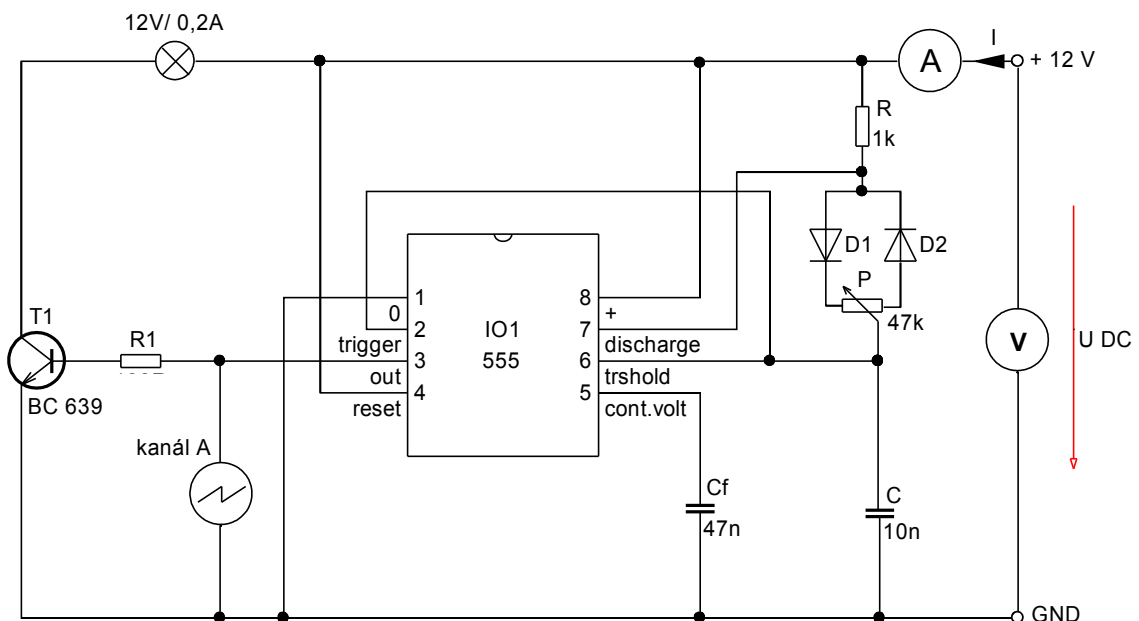 12V/ 0,2A
I
A
+ 12 V
R
1k
D1
D2
P
47k
T1
R1
BC 639
1
0
2
trigger
3
out
4
reset
IO1
555
8
+
7
discharge
6
trshold
5
cont.volt
V
U DC
kanál A
Cf
47n
C
10n
GND